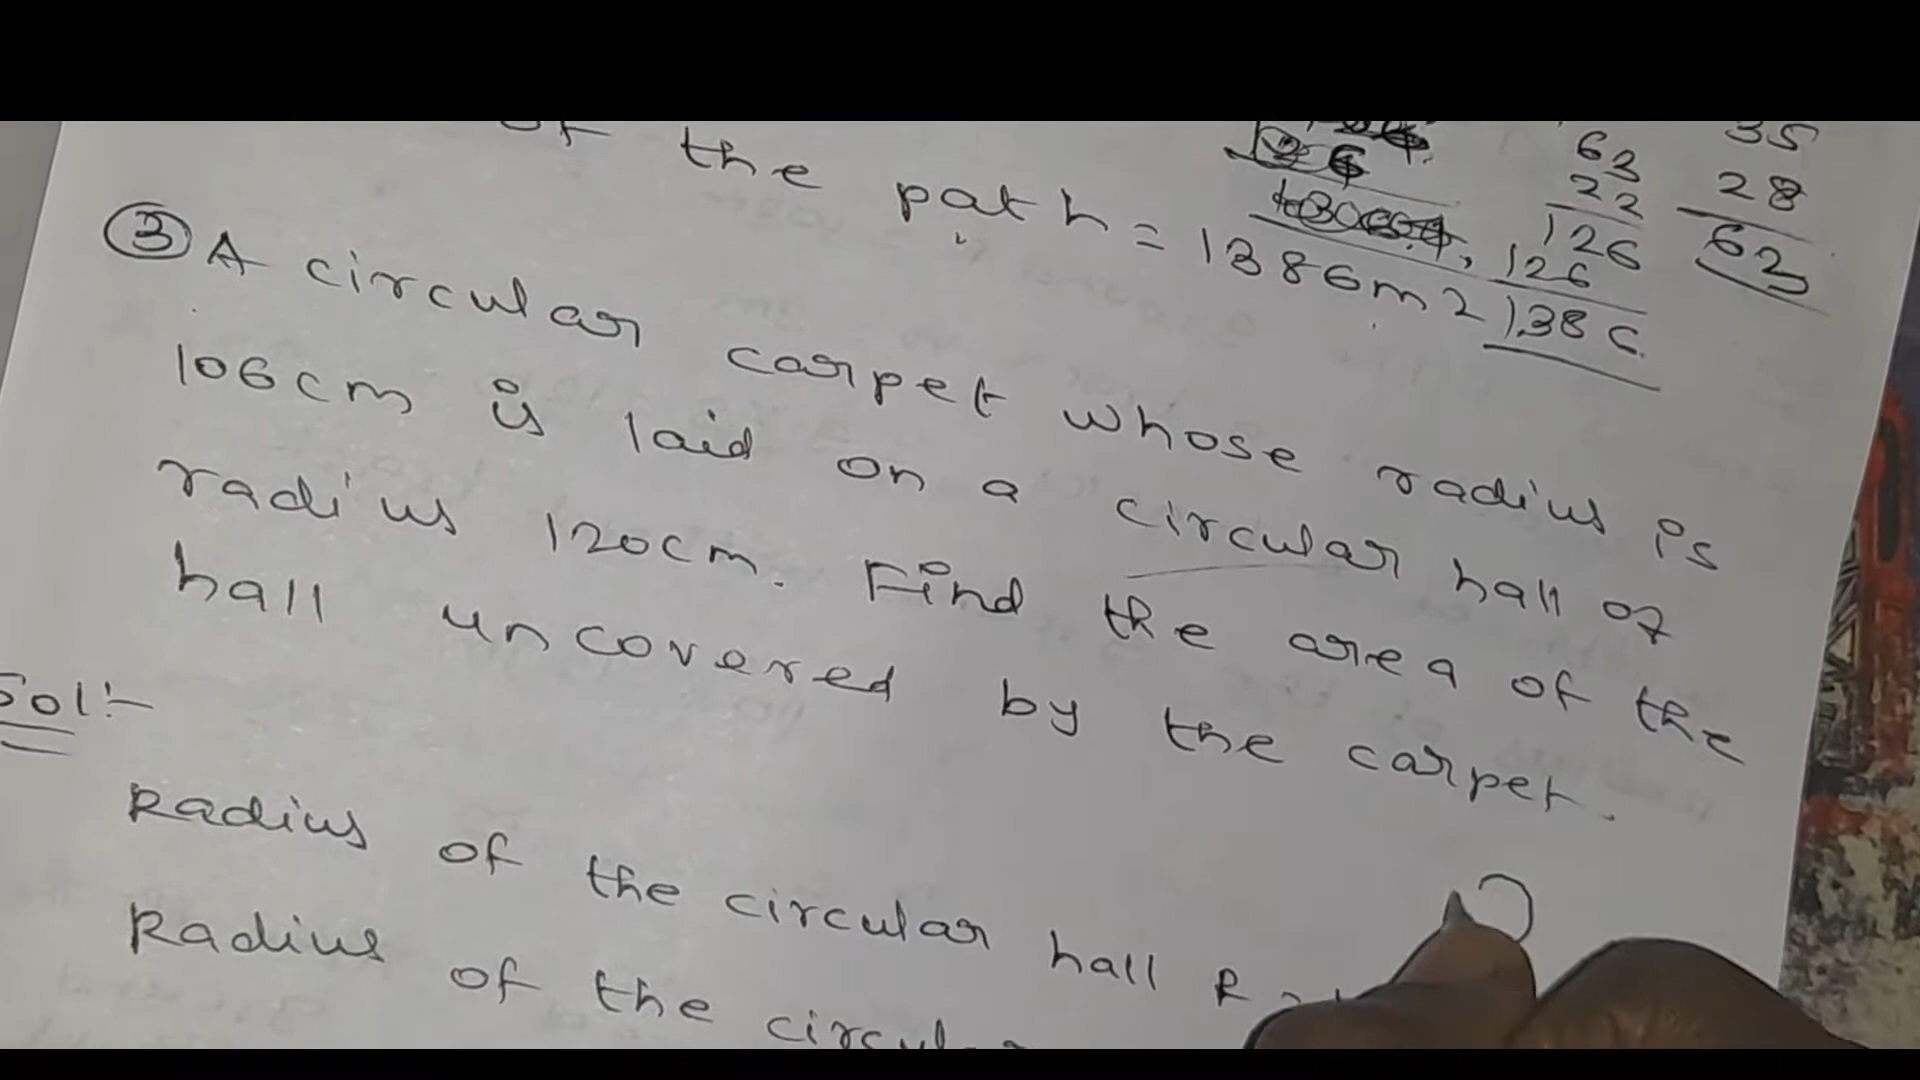 of the path = 1386m2
63
22
126
126
1386
35
28
63
③ A circular carpet whose radius is
106cm is laid on a circular hall of
radius 120cm. Find the area of the
hall uncovered by the carpet.
Sol:-
Radius of the circular hall R =
Radius of the